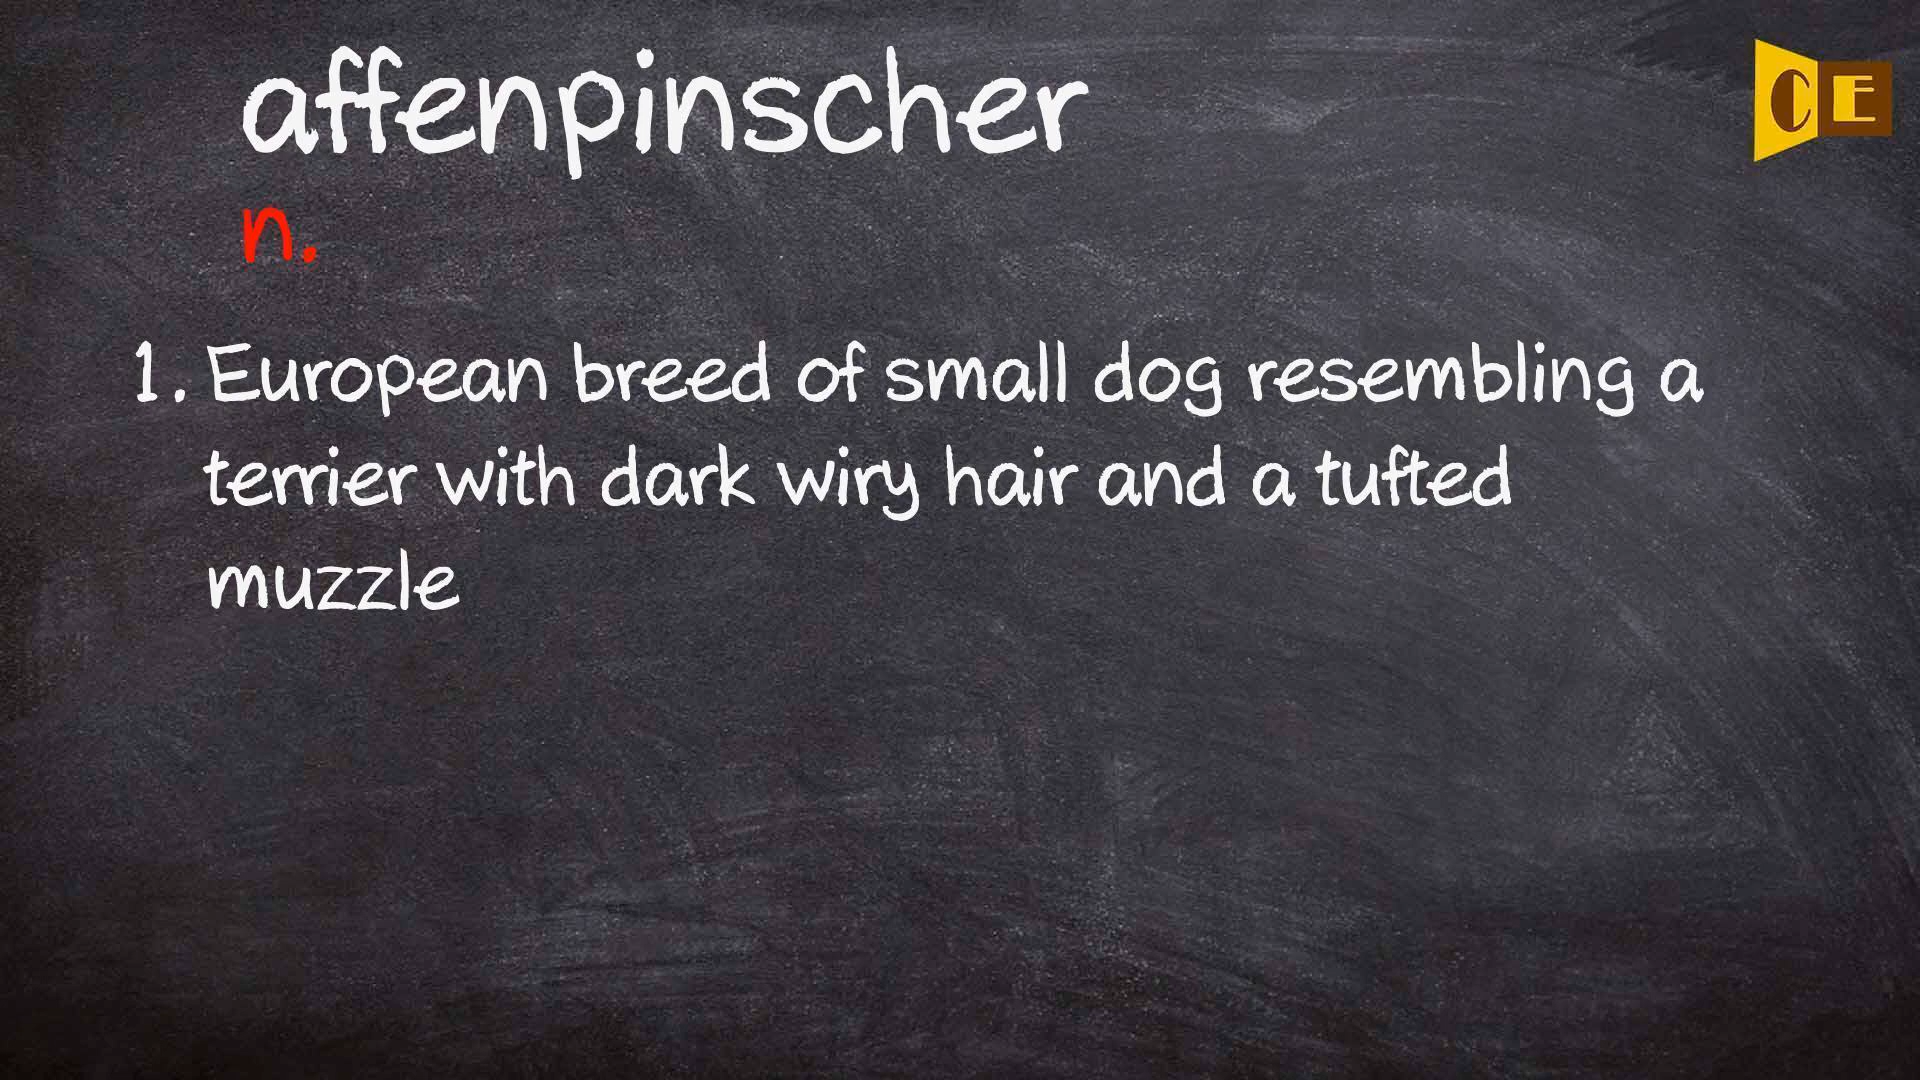 affenpinscher
CE
n.
1. European breed of small dog resembling a
terrier with dark wiry hair and a tufted
muzzle